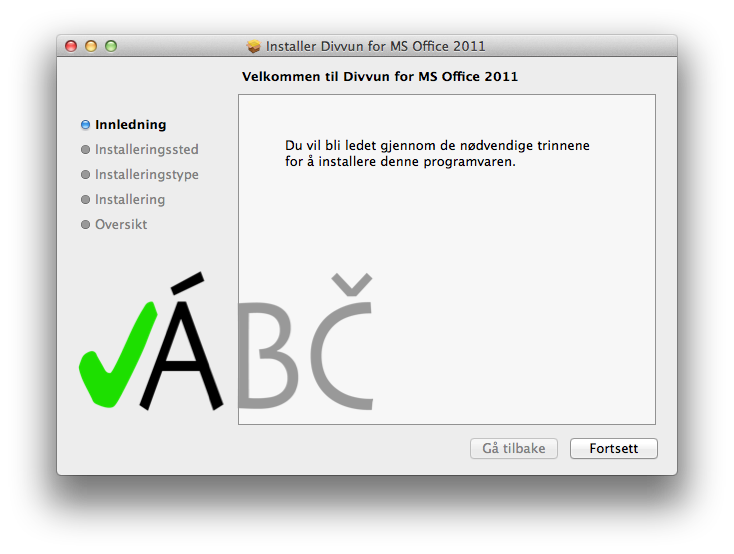 Installer Divvun for MS Office 2011
Velkommen til Divvun for MS Office 2011
Innledning
Installeringssted
Installeringstype
Installering
Oversikt
Du vil bli ledet gjennom de nødvendige trinnene
for å installere denne programvaren.
ÁBČ
Gå tilbake
Fortsett